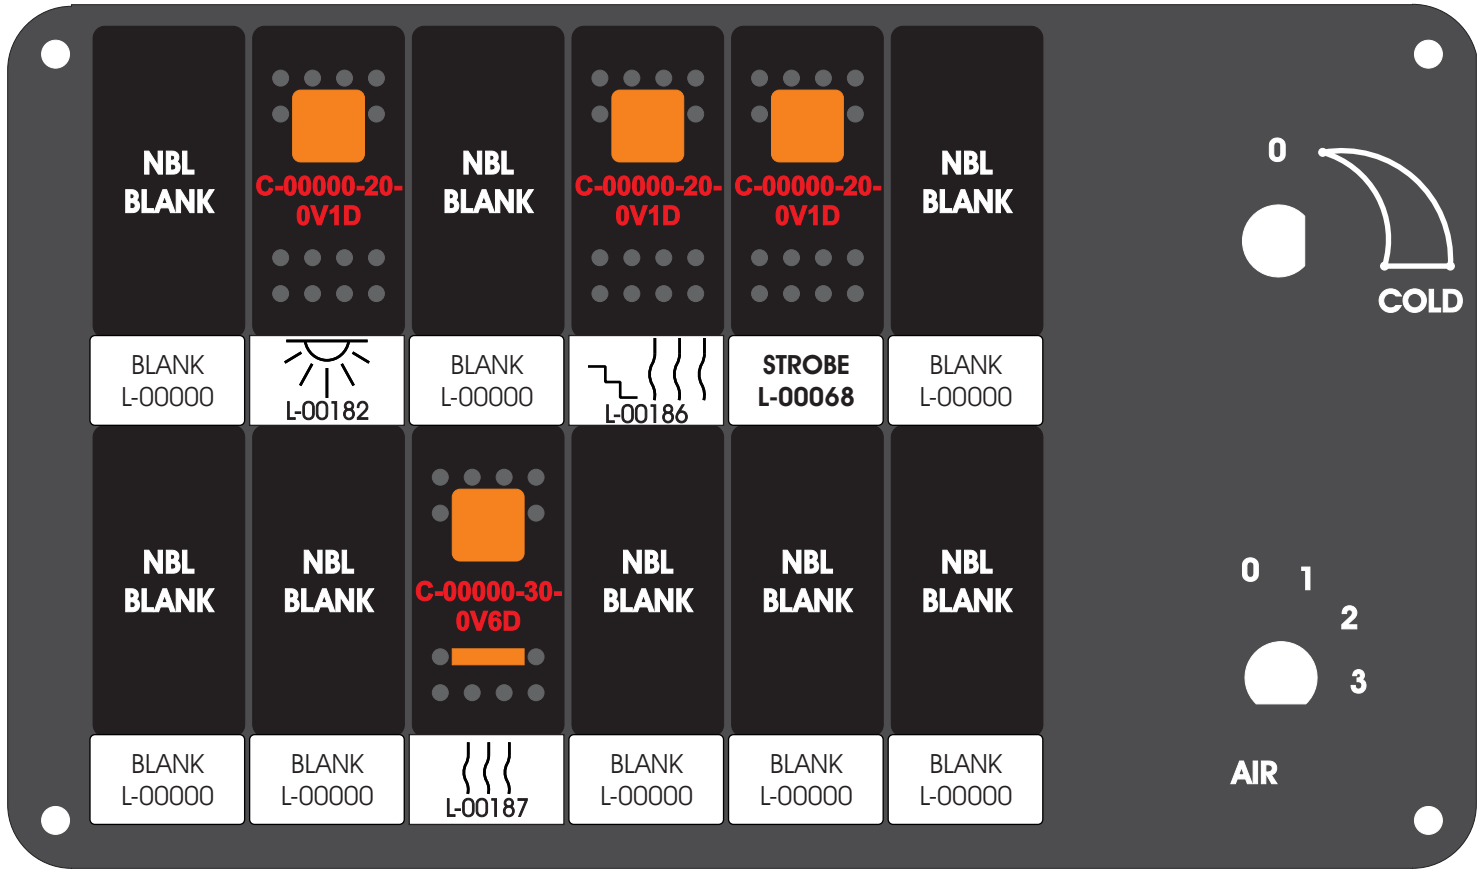 NBL
BLANK
C-00000-20-
0V1D
NBL
BLANK
C-00000-20-
0V1D
C-00000-20-
0V1D
NBL
BLANK
0
COLD
BLANK
L-00000
L-00182
BLANK
L-00000
L-00186
STROBE
L-00068
BLANK
L-00000
NBL
BLANK
NBL
BLANK
C-00000-30-
0V6D
NBL
BLANK
NBL
BLANK
NBL
BLANK
0
1
2
3
AIR
BLANK
L-00000
BLANK
L-00000
L-00187
BLANK
L-00000
BLANK
L-00000
BLANK
L-00000